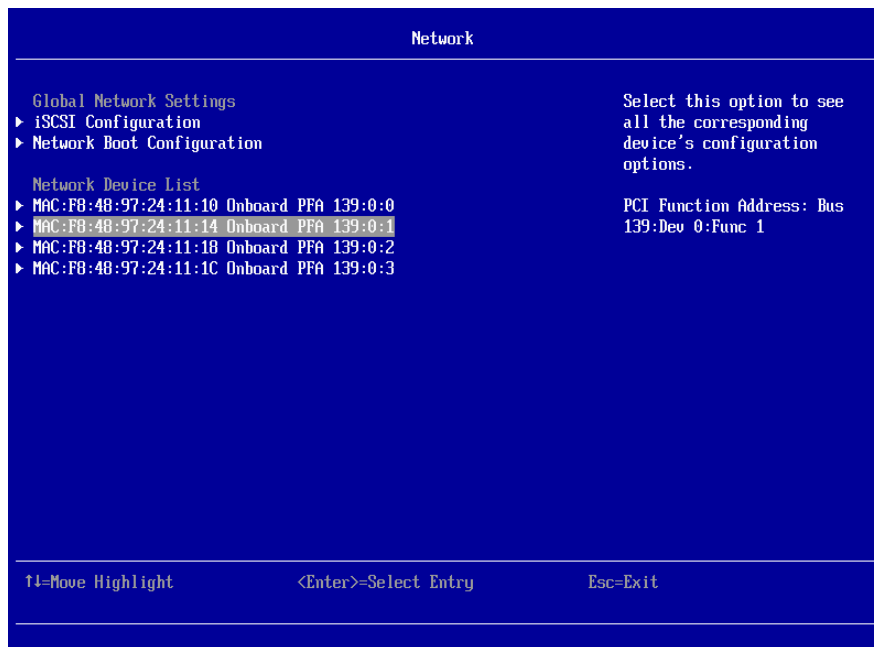 Network
Global Network Settings
iSCSI Configuration
Network Boot Configuration
Network Device List
MAC:F8:48:97:24:11:10 Onboard PFA 139:0:0
MAC:F8:48:97:24:11:14 Onboard PFA 139:0:1
MAC:F8:48:97:24:11:18 Onboard PFA 139:0:2
MAC:F8:48:97:24:11:1C Onboard PFA 139:0:3
Select this option to see
all the corresponding
device's configuration
options.
PCI Function Address: Bus
139:Dev 0:Func 1
↑↓=Move Highlight <Enter>=Select Entry Esc=Exit